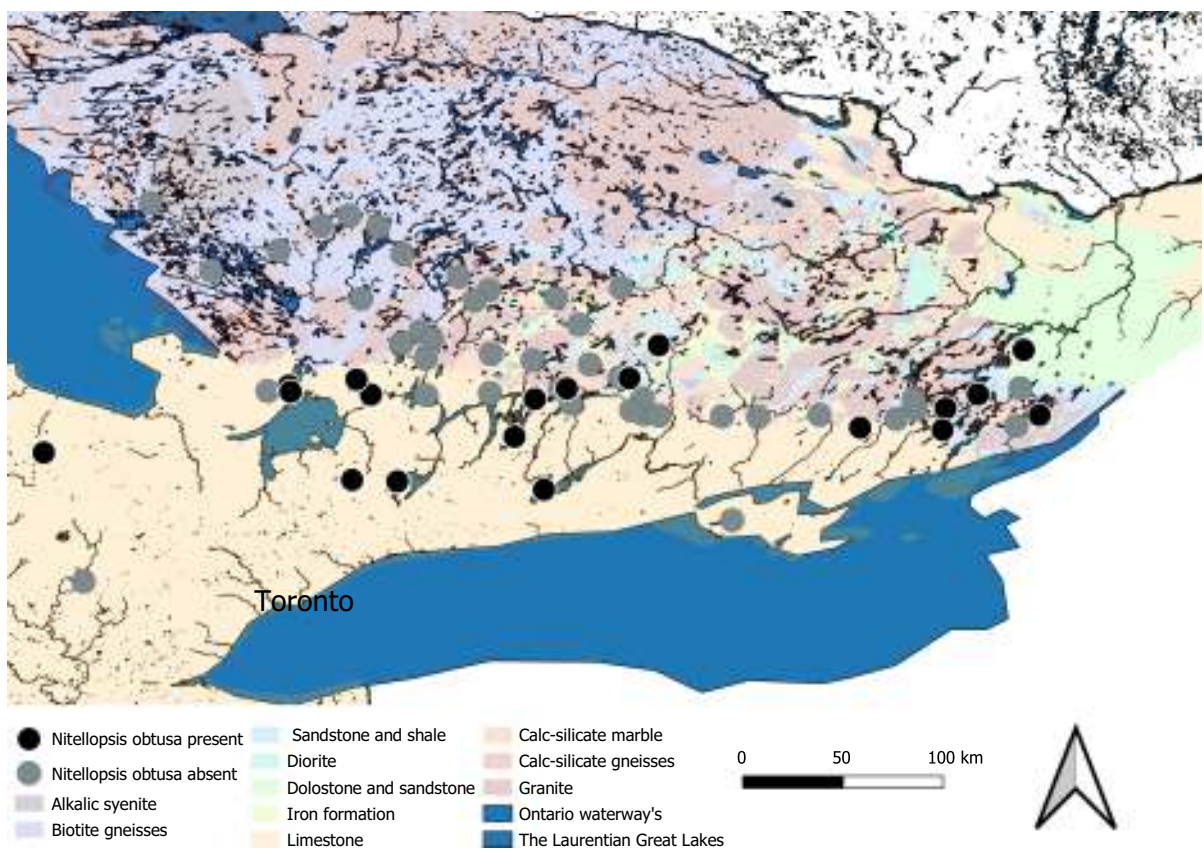 Toronto
Nitellopsis obtusa present
Nitellopsis obtusa absent
Alkalic syenite
Biotite gneisses
Sandstone and shale
Diorite
Dolostone and sandstone
Iron formation
Limestone
Calc-silicate marble
Calc-silicate gneisses
Granite
Ontario waterway's
The Laurentian Great Lakes
0 50 100 km